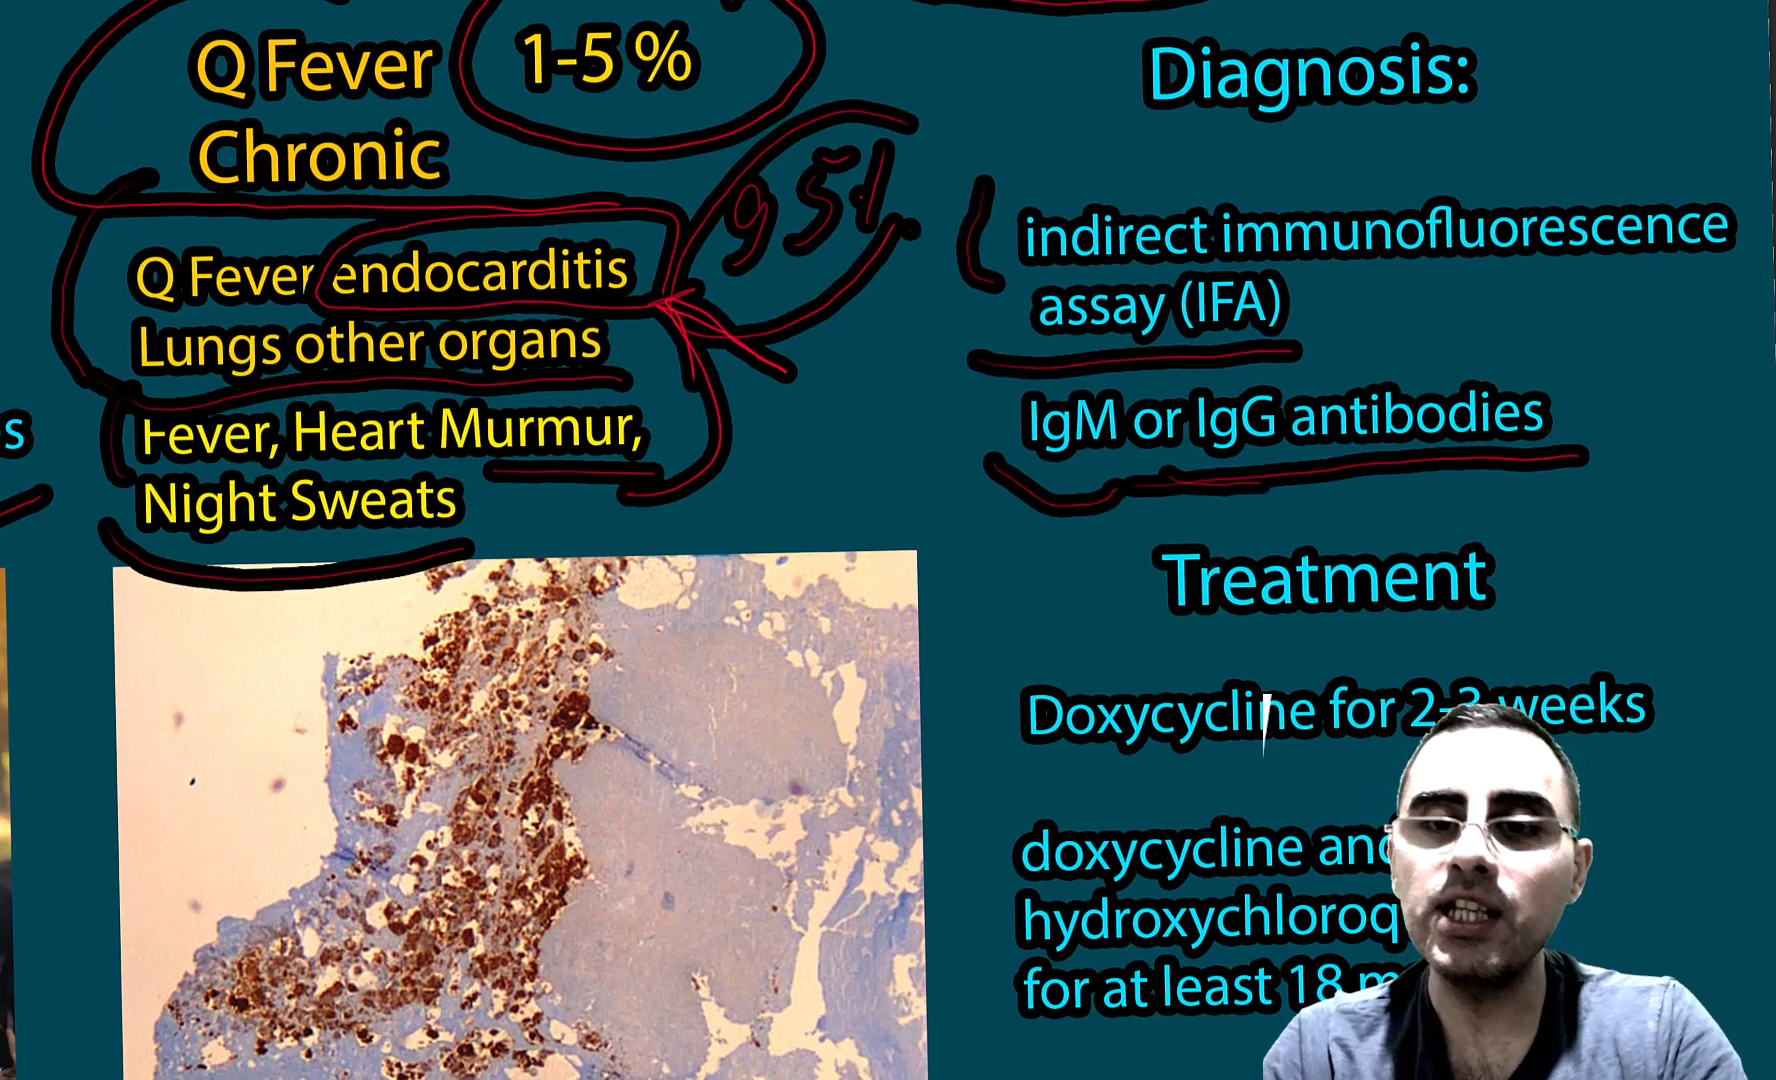 Q Fever
Chronic
1-5 %
Q Fever endocarditis
Lungs other organs
Fever, Heart Murmur,
Night Sweats
s
Diagnosis:
indirect immunofluorescence
assay (IFA)
IgM or IgG antibodies
Treatment
Doxycycline for 2-3 weeks
doxycycline and
hydroxychloroq
for at least 18 m